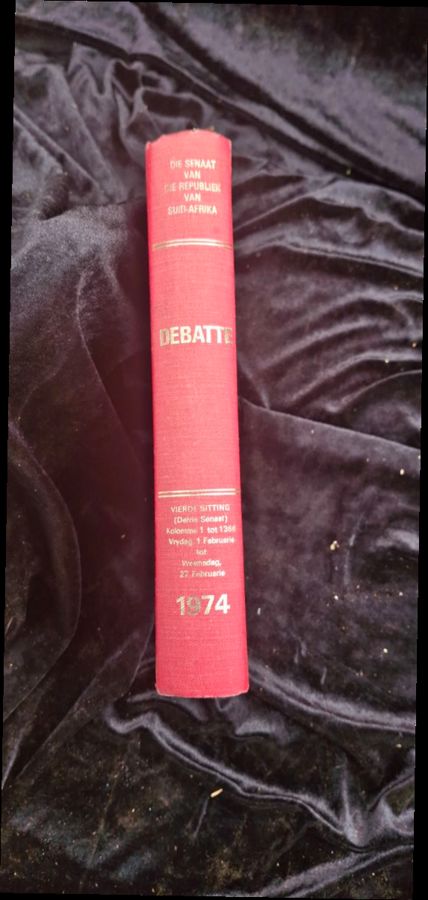 DIE SENAAT
VAN
DIE REPUBLIEK
VAN
SUID-AFRIKA
DEBATTE
VIERDE SITTING
(Derde Senaat)
Kolomme 1 tot 1366
Vrydag, 1 Februarie
tot
Woensdag,
27 Februarie
1974